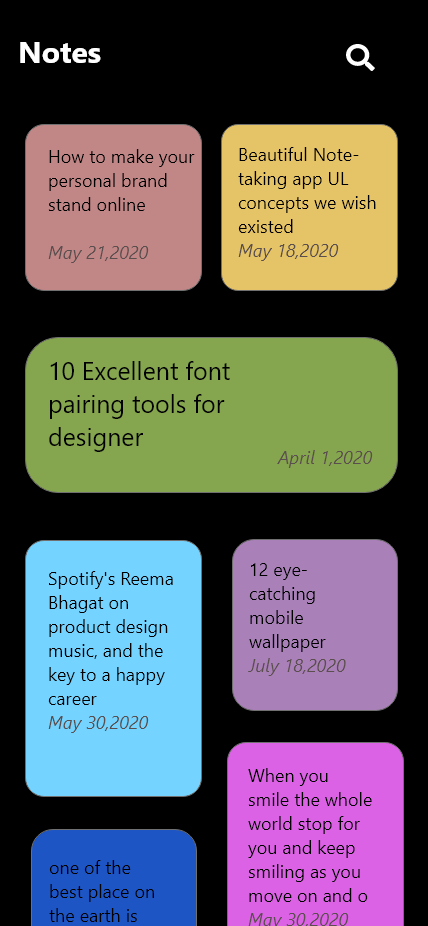 Notes
How to make your
personal brand
stand online
May 21,2020
Beautiful Note-
taking app UL
concepts we wish
existed
May 18,2020
10 Excellent font
pairing tools for
designer
April 1,2020
Spotify's Reema
Bhagat on
product design
music, and the
key to a happy
career
May 30,2020
12 eye-
catching
mobile
wallpaper
July 18,2020
When you
smile the whole
world stop for
you and keep
smiling as you
move on and o
May 30,2020
one of the
best place on
the earth is